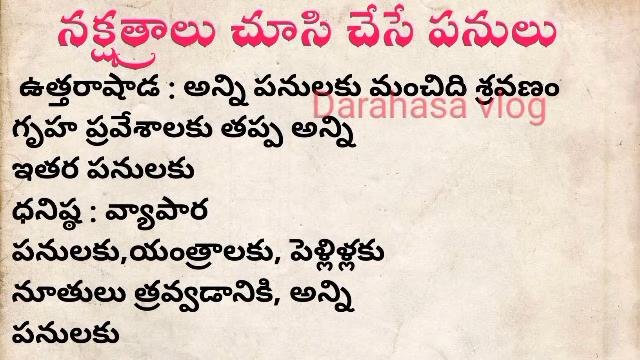 నక్షత్రాలు చూసి చేసే పనులు
ఉత్తరాషాడ : అన్ని పనులకు మంచిది శ్రవణం
Darahasa vlog
గృహ ప్రవేశాలకు తప్ప అన్ని
ఇతర పనులకు
ధనిష్ఠ : వ్యాపార
పనులకు,యంత్రాలకు, పెళ్లిళ్లకు
నూతులు త్రవ్వడానికి, అన్ని
పనులకు